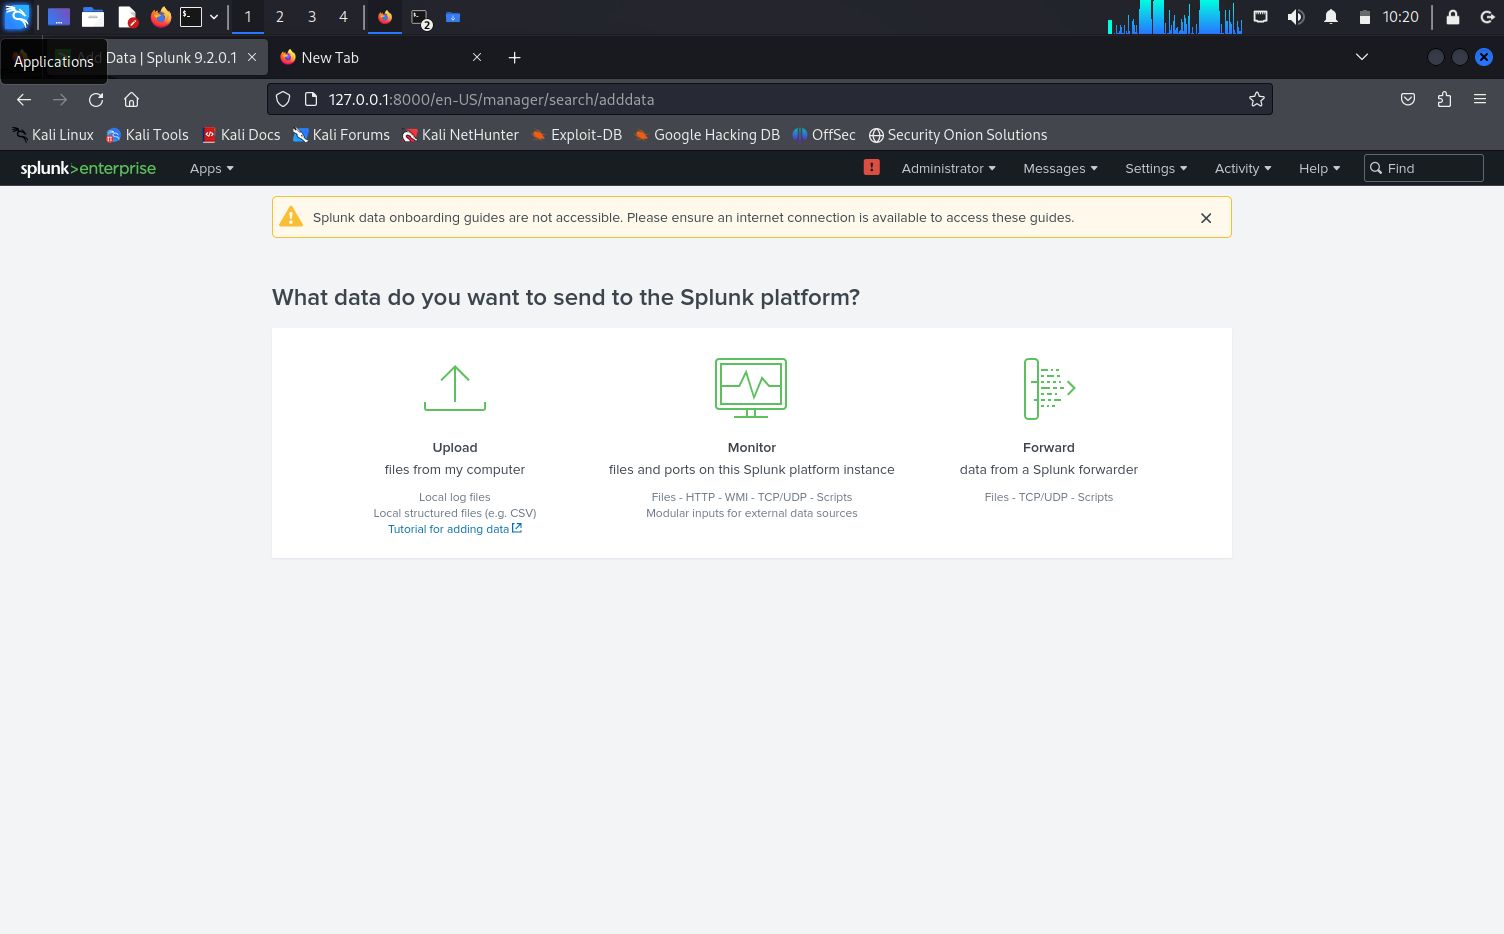 1 2 3 4 2 10:20
Applications
Data | Splunk 9.2.0.1 New Tab
127.0.0.1:8000/en-US/manager/search/adddata
Kali Linux Kali Tools Kali Docs Kali Forums Kali NetHunter Exploit-DB Google Hacking DB OffSec Security Onion Solutions
splunk>enterprise Apps Administrator Messages Settings Activity Help Find
Splunk data onboarding guides are not accessible. Please ensure an internet connection is available to access these guides.
What data do you want to send to the Splunk platform?
Upload
files from my computer
Local log files
Local structured files (e.g. CSV)
Tutorial for adding data
Monitor
files and ports on this Splunk platform instance
Files - HTTP - WMI - TCP/UDP - Scripts
Modular inputs for external data sources
Forward
data from a Splunk forwarder
Files - TCP/UDP - Scripts